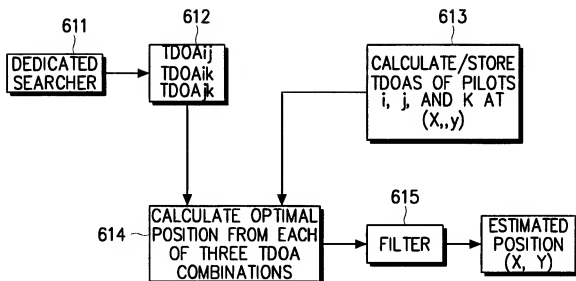 611
DEDICATED
SEARCHER
612
TDOAij
TDOAik
TDOAjk
613
CALCULATE/STORE
TDOAS OF PILOTS
i, j, AND K AT
(X,,y)
614
CALCULATE OPTIMAL
POSITION FROM EACH
OF THREE TDOA
COMBINATIONS
615
FILTER
ESTIMATED
POSITION
(X, Y)